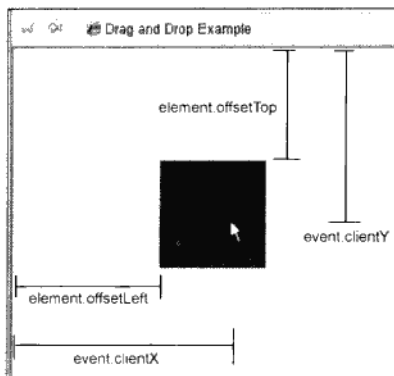 Drag and Drop Example
element.offsetTop
event.clientY
element.offsetLeft
event.clientX